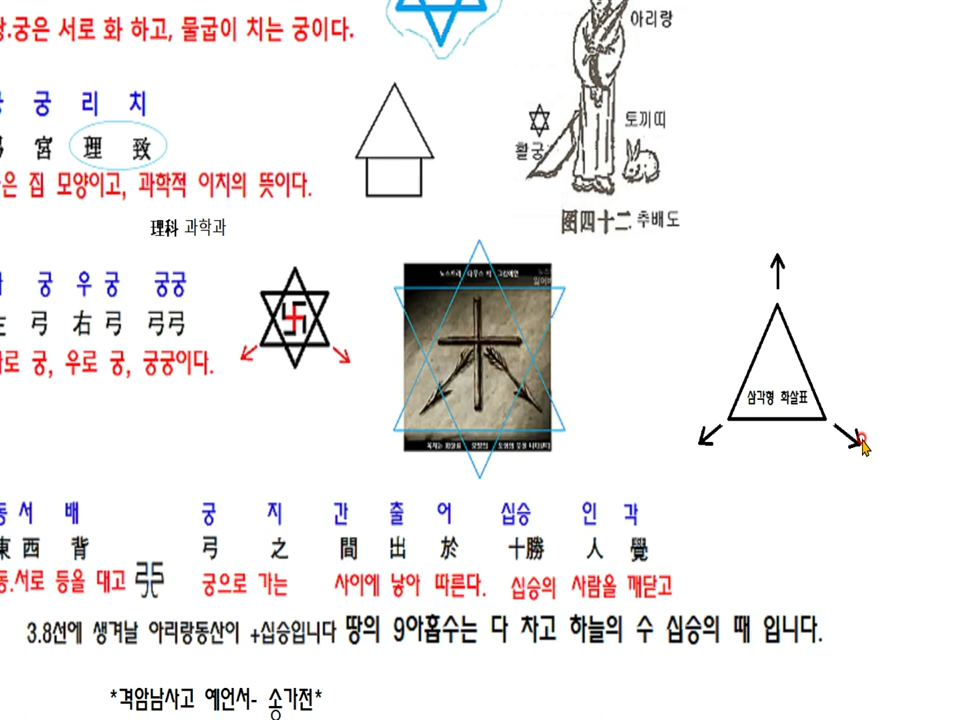 궁은 서로 화 하고, 물굽이 치는 궁이다.
아리랑
궁 리 치
宮 理 致
토끼띠
활궁
은 집 모양이고, 과학적 이치의 뜻이다.
理科 과학과
图四十二. 추배도
궁 우 궁 궁궁
弓 右 弓 弓弓
로 궁, 우로 궁, 궁궁이다.
삼각형 화살표
동 서 배 궁 지 간 출 어 십승 인 각
東 西 背 弓 之 間 出 於 十勝 人 覺
동.서로 등을 대고 궁으로 가는 사이에 낳아 따른다. 십승의 사람을 깨닫고
3.8선에 생겨날 아리랑동산이 +십승입니다 땅의 9아홉수는 다 차고 하늘의 수 십승의 때 입니다.
*격암남사고 예언서- 송가전*